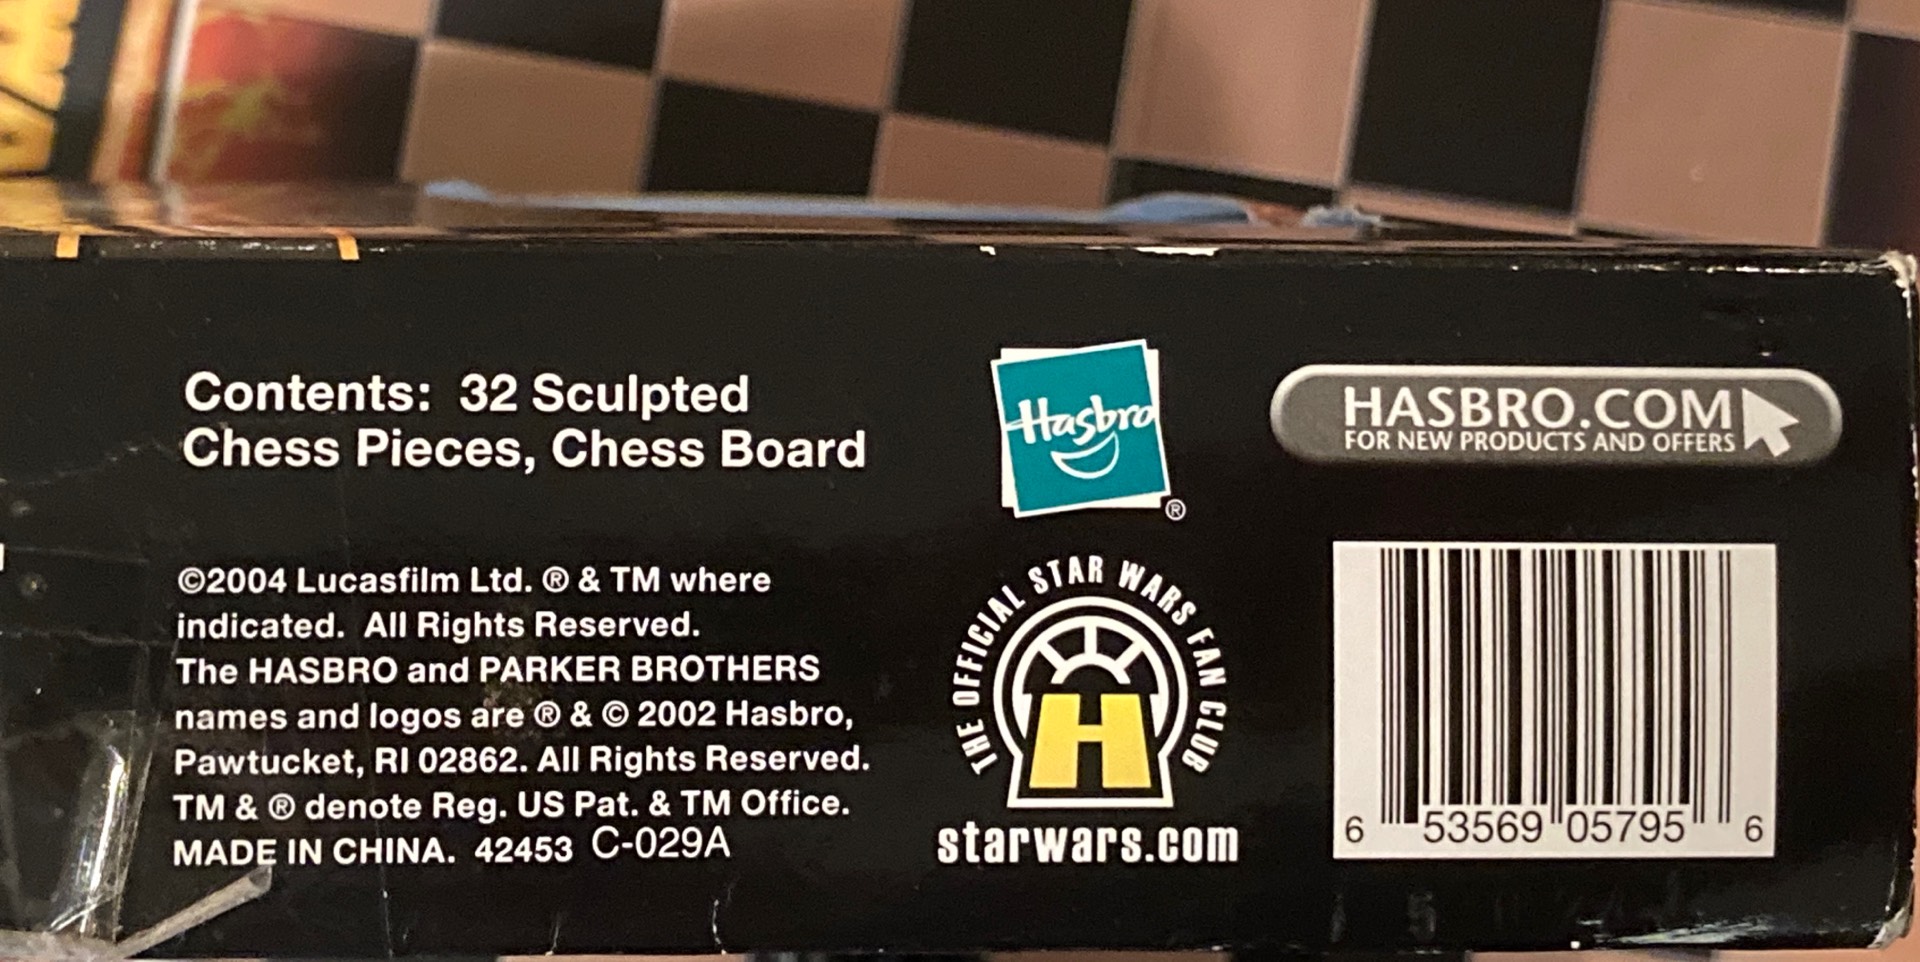 Contents: 32 Sculpted
Chess Pieces, Chess Board
©2004 Lucasfilm Ltd. ® & TM where
indicated. All Rights Reserved.
The HASBRO and PARKER BROTHERS
names and logos are ® & © 2002 Hasbro,
Pawtucket, RI 02862. All Rights Reserved.
TM & ® denote Reg. US Pat. & TM Office.
MADE IN CHINA. 42453 C-029A
Hasbro
®
THE OFFICIAL STAR WARS FAN CLUB
H
starwars.com
HASBRO.COM
FOR NEW PRODUCTS AND OFFERS
6 53569 05795 6